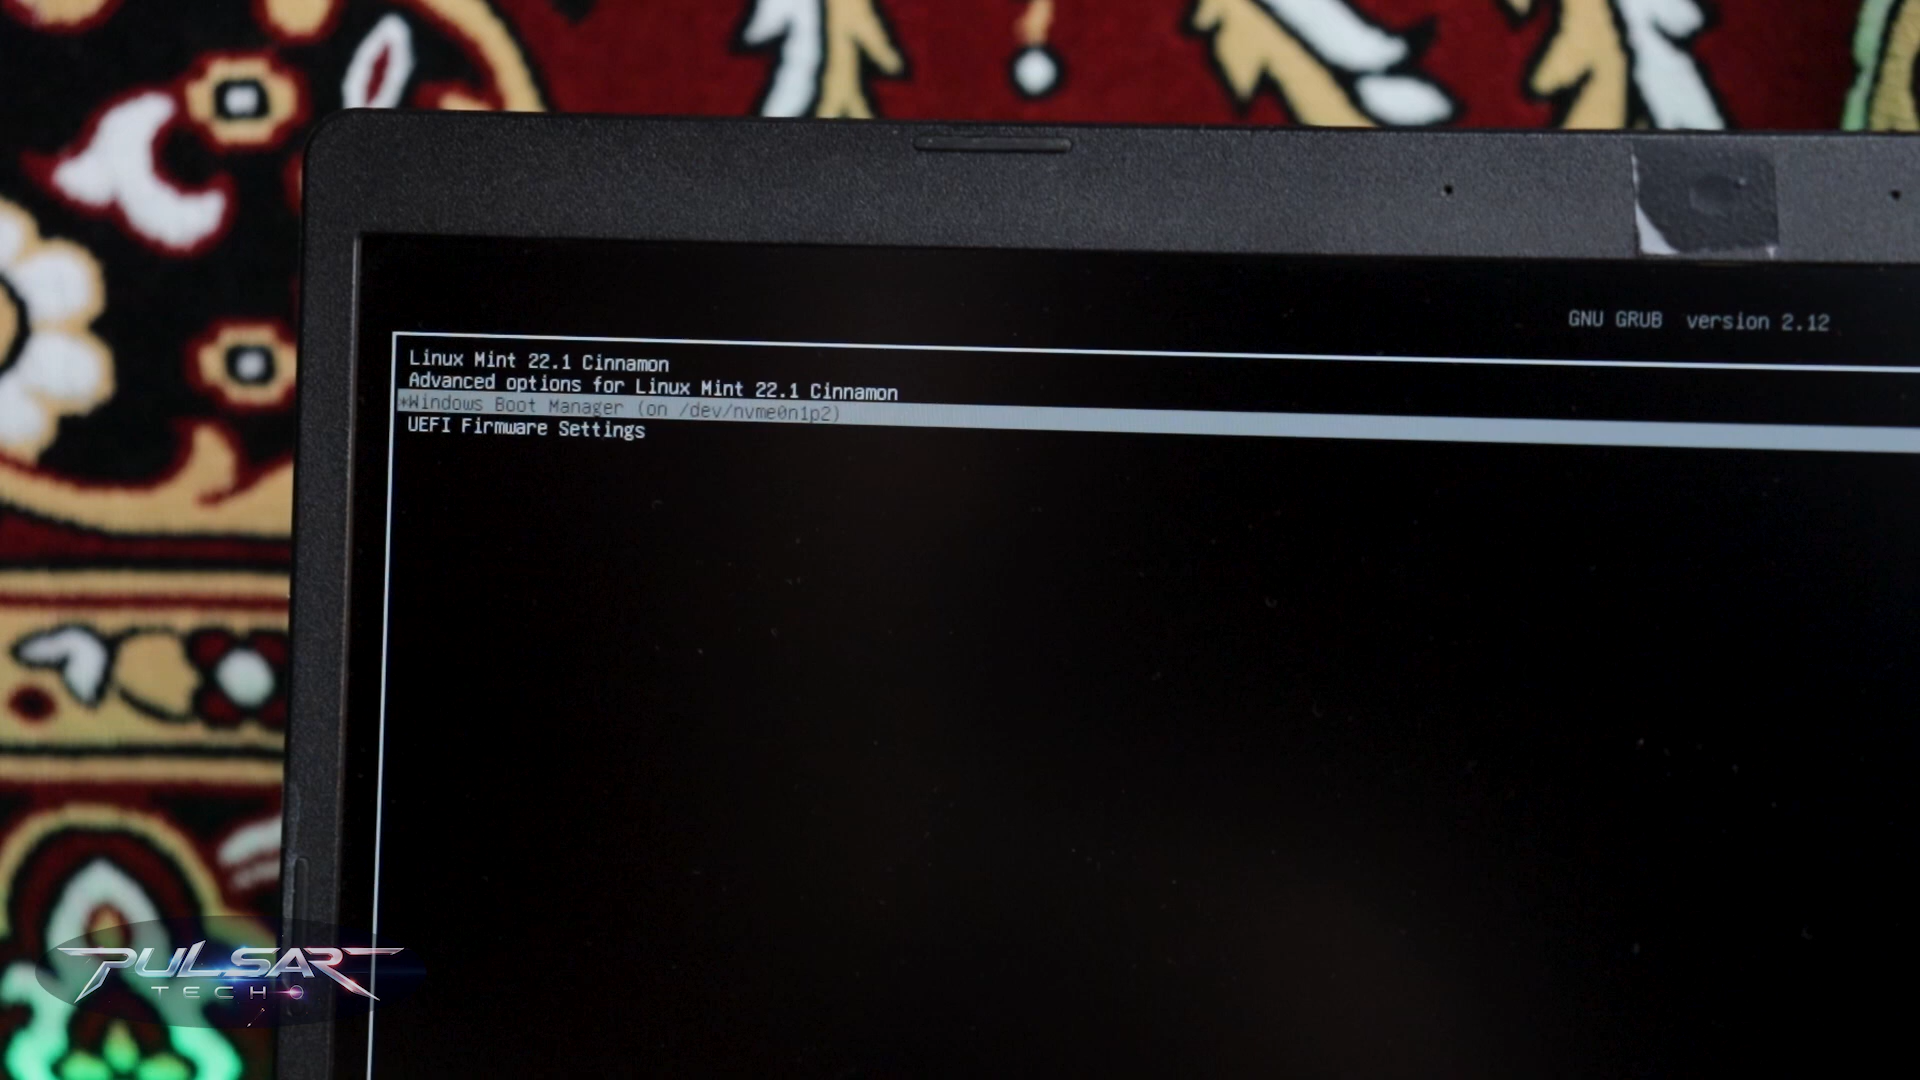 GNU GRUB  version 2.12
Linux Mint 22.1 Cinnamon
Advanced options for Linux Mint 22.1 Cinnamon
*Windows Boot Manager (on /dev/nvme0n1p2)
UEFI Firmware Settings
PULSAR
TECH